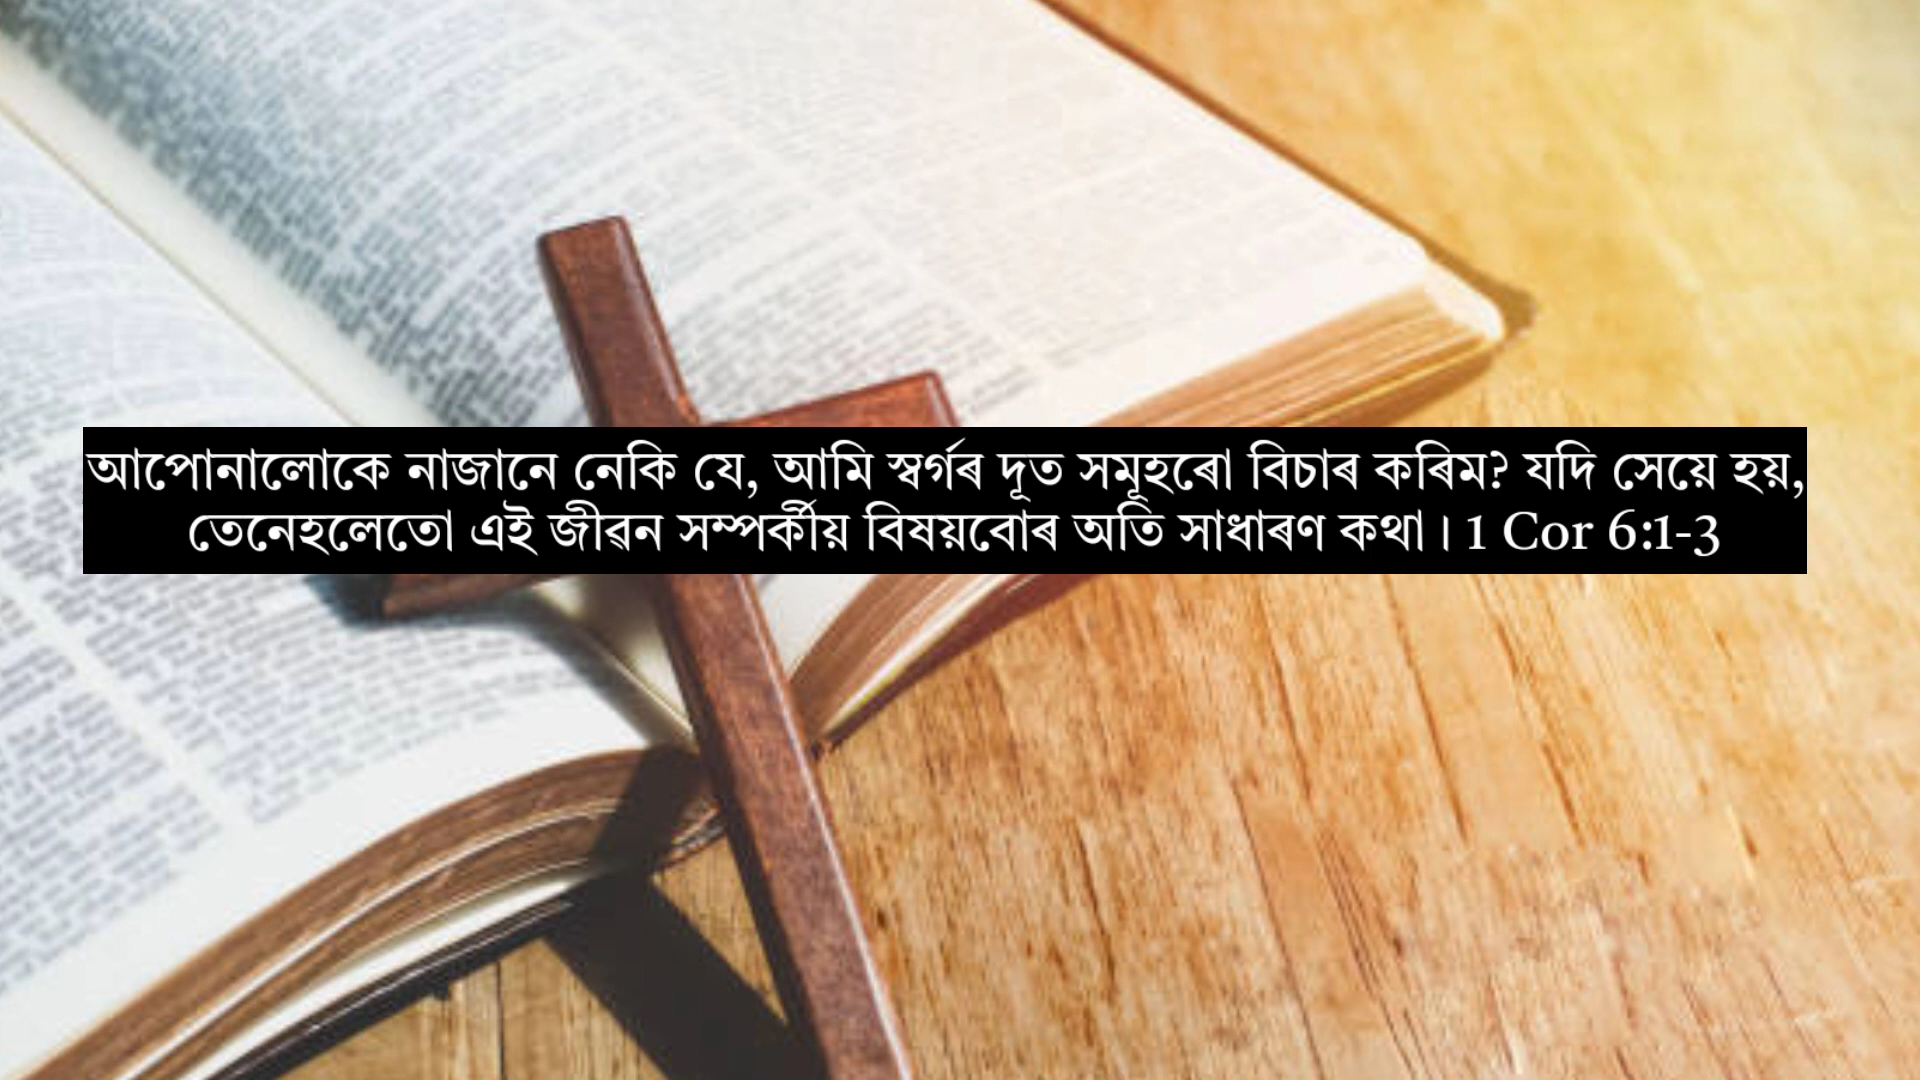 আপোনালোকে নাজানে নেকি যে, আমি স্বৰ্গৰ দূত সমূহৰো বিচাৰ কৰিম? যদি সেয়ে হয়,
তেনেহলেতো এই জীৱন সম্পৰ্কীয় বিষয়বোৰ অতি সাধাৰণ কথা। 1 Cor 6:1-3